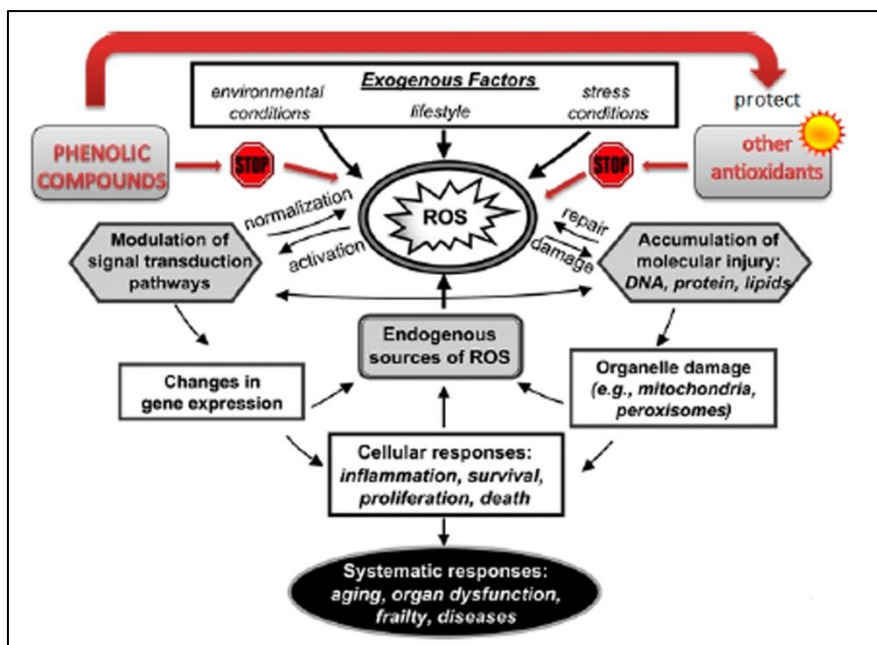 Exogenous Factors
environmental
conditions
lifestyle
stress
conditions
protect
PHENOLIC
COMPOUNDS
STOP
STOP
other
antioxidants
ROS
normalization
activation
repair
damage
Modulation of
signal transduction
pathways
Accumulation of
molecular injury:
DNA, protein, lipids
Endogenous
sources of ROS
Changes in
gene expression
Organelle damage
(e.g., mitochondria,
peroxisomes)
Cellular responses:
inflammation, survival,
proliferation, death
Systematic responses:
aging, organ dysfunction,
frailty, diseases